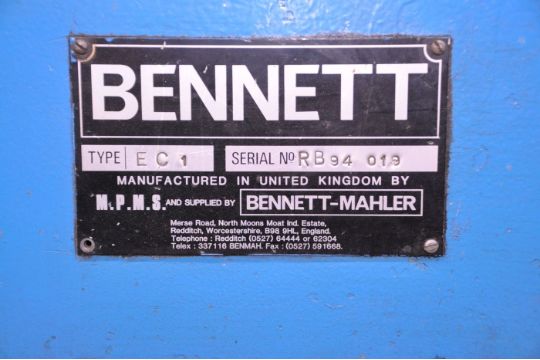 BENNETT
TYPE EC1 SERIAL Nº RB94 019
MANUFACTURED IN UNITED KINGDOM BY
M.P.M.S. AND SUPPLIED BY BENNETT-MAHLER
Merse Road, North Moons Moat Ind. Estate,
Redditch, Worcestershire, B98 9HL, England.
Telephone : Redditch (0527) 64444 or 62304
Telex : 337116 BENMAH. Fax : (0527) 591668.